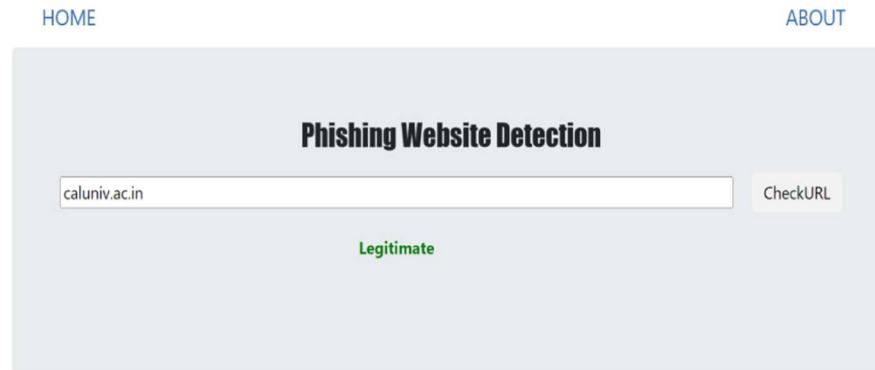 HOME ABOUT
Phishing Website Detection
caluniv.ac.in CheckURL
Legitimate